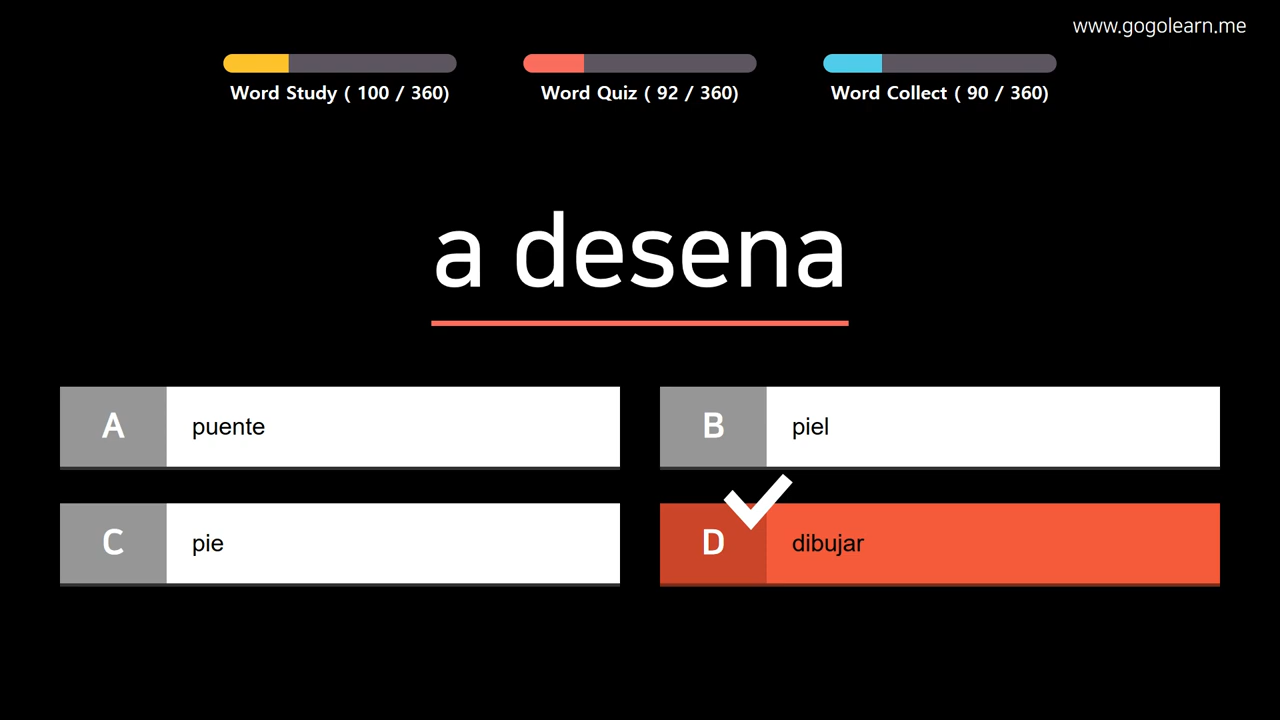 www.gogolearn.me
Word Study ( 100 / 360)
Word Quiz ( 92 / 360)
Word Collect ( 90 / 360)
a desena
A puente
B piel
C pie
D dibujar